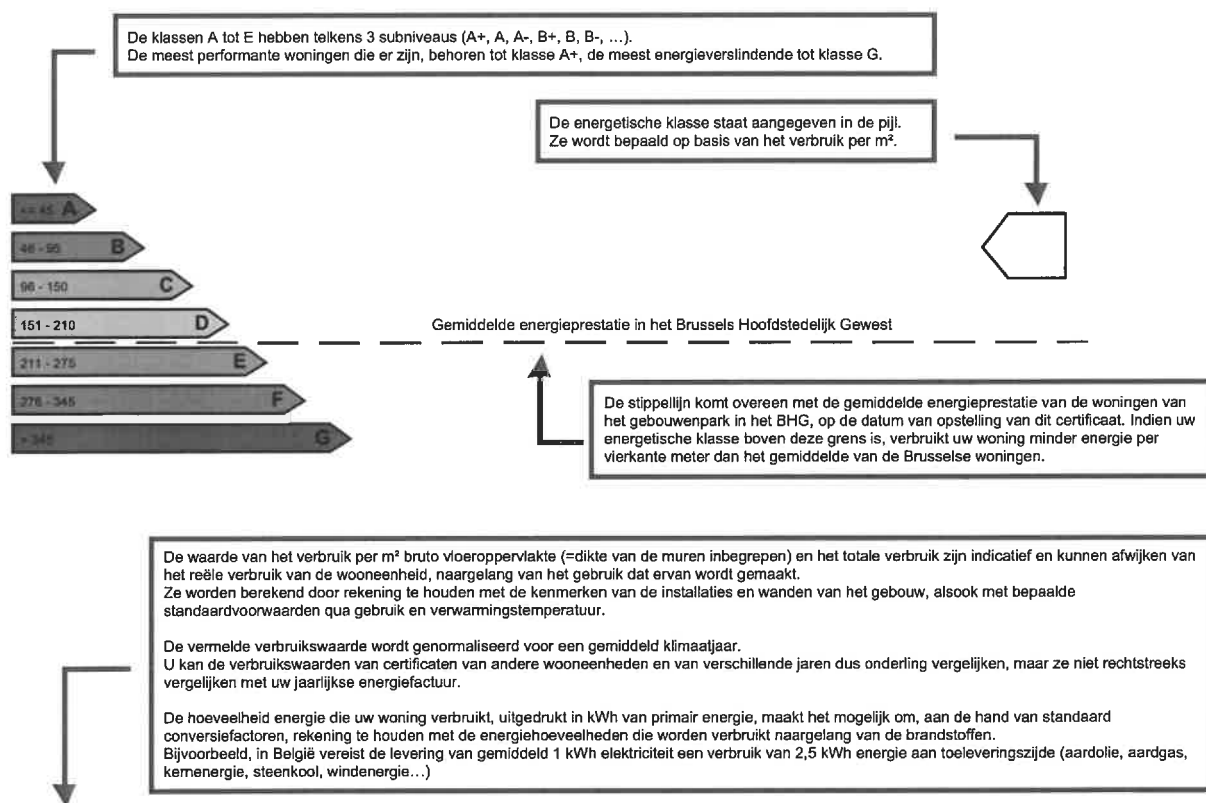 De klassen A tot E hebben telkens 3 subniveaus (A+, A, A-, B+, B, B-, ...).
De meest performante woningen die er zijn, behoren tot klasse A+, de meest energieverslindende tot klasse G.
De energetische klasse staat aangegeven in de pijl.
Ze wordt bepaald op basis van het verbruik per m².
<= 45 A
46 - 95 B
96 - 150 C
151 - 210 D
Gemiddelde energieprestatie in het Brussels Hoofdstedelijk Gewest
211 - 275 E
276 - 345 F
> 345 G
De stippellijn komt overeen met de gemiddelde energieprestatie van de woningen van
het gebouwenpark in het BHG, op de datum van opstelling van dit certificaat. Indien uw
energetische klasse boven deze grens is, verbruikt uw woning minder energie per
vierkante meter dan het gemiddelde van de Brusselse woningen.
De waarde van het verbruik per m² bruto vloeroppervlakte (=dikte van de muren inbegrepen) en het totale verbruik zijn indicatief en kunnen afwijken van
het reële verbruik van de wooneenheid, naargelang van het gebruik dat ervan wordt gemaakt.
Ze worden berekend door rekening te houden met de kenmerken van de installaties en wanden van het gebouw, alsook met bepaalde
standaardvoorwaarden qua gebruik en verwarmingstemperatuur.
De vermelde verbruikswaarde wordt genormaliseerd voor een gemiddeld klimaatjaar.
U kan de verbruikswaarden van certificaten van andere wooneenheden en van verschillende jaren dus onderling vergelijken, maar ze niet rechtstreeks
vergelijken met uw jaarlijkse energiefactuur.
De hoeveelheid energie die uw woning verbruikt, uitgedrukt in kWh van primair energie, maakt het mogelijk om, aan de hand van standaard
conversiefactoren, rekening te houden met de energiehoeveelheden die worden verbruikt naargelang van de brandstoffen.
Bijvoorbeeld, in België vereist de levering van gemiddeld 1 kWh elektriciteit een verbruik van 2,5 kWh energie aan toeleveringszijde (aardolie, aardgas,
kernenergie, steenkool, windenergie...)